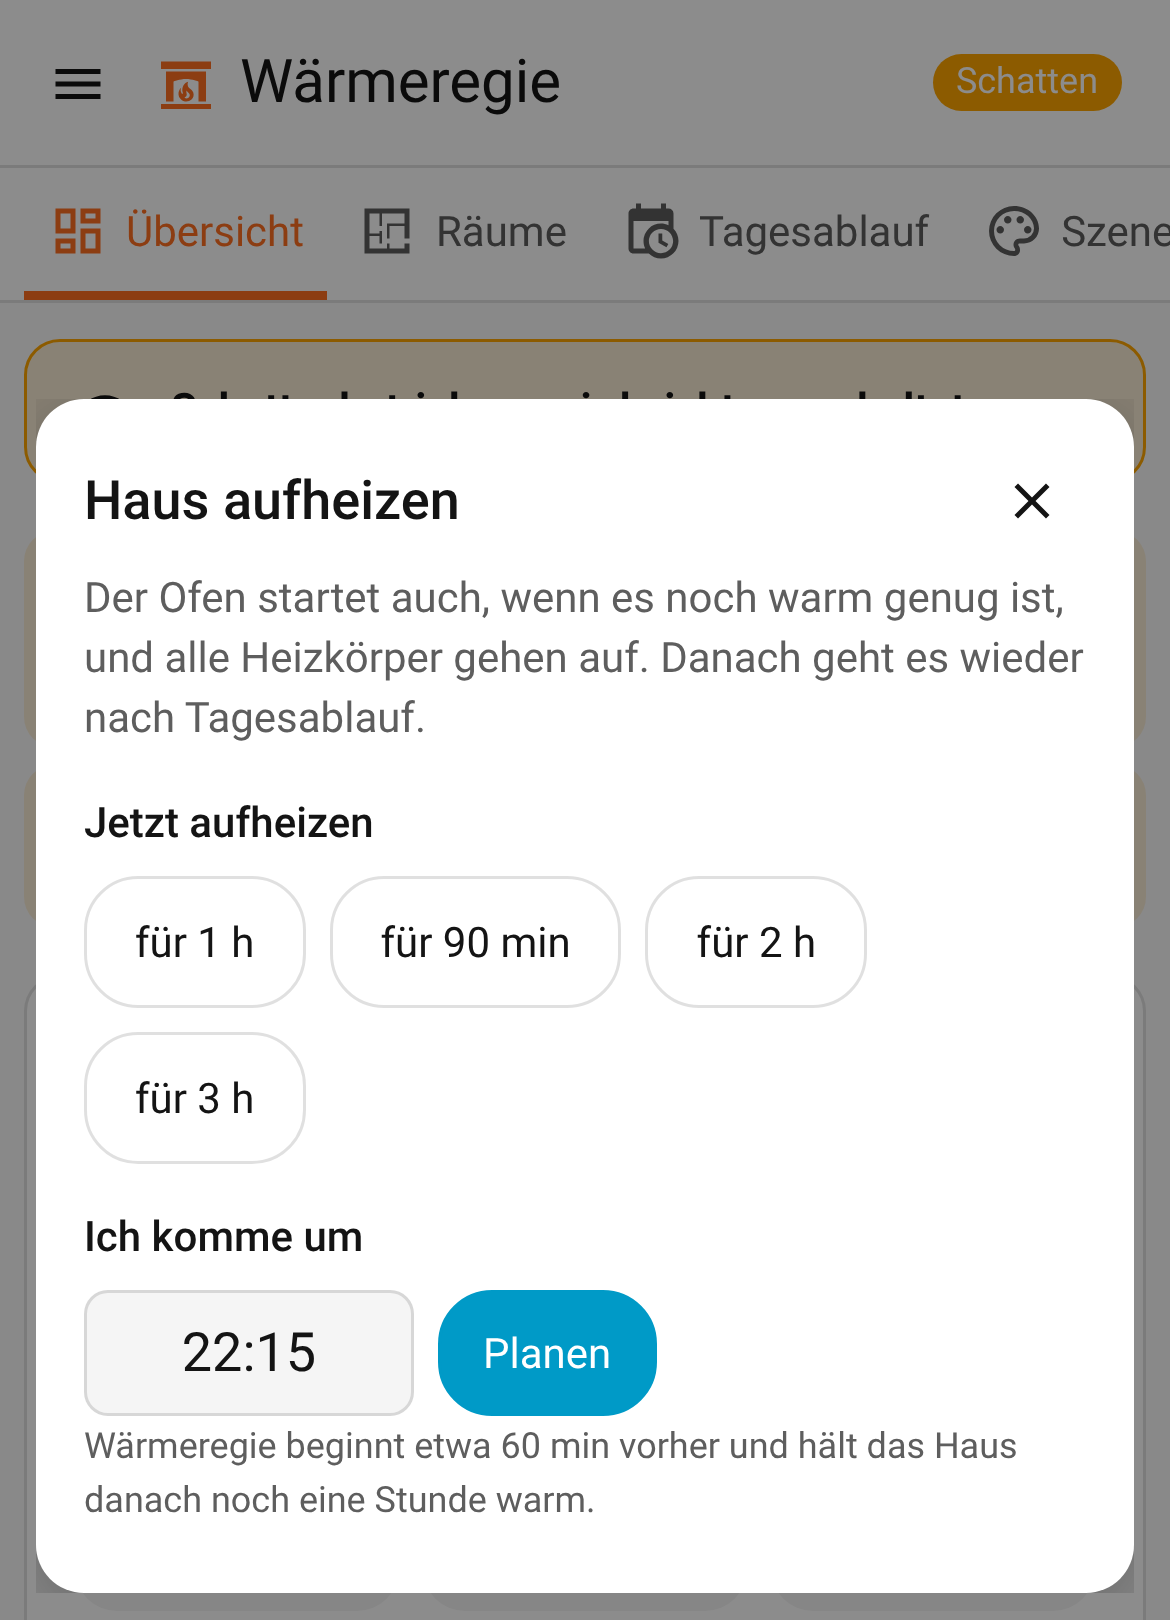 Wärmeregie
Schatten
Übersicht
Räume
Tagesablauf
Szene
Haus aufheizen
Der Ofen startet auch, wenn es noch warm genug ist,
und alle Heizkörper gehen auf. Danach geht es wieder
nach Tagesablauf.
Jetzt aufheizen
für 1 h
für 90 min
für 2 h
für 3 h
Ich komme um
22:15
Planen
Wärmeregie beginnt etwa 60 min vorher und hält das Haus
danach noch eine Stunde warm.